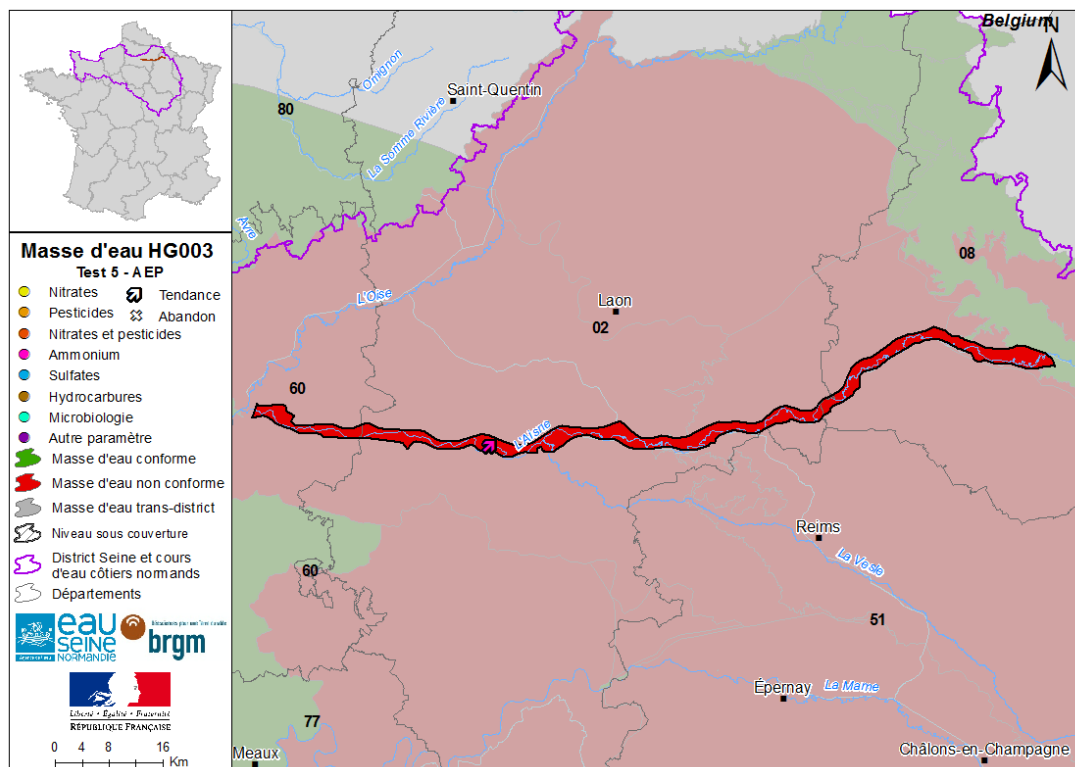 Masse d'eau HG003
Test 5 - AEP
Nitrates
Tendance
Pesticides
Abandon
Nitrates et pesticides
Ammonium
Sulfates
Hydrocarbures
Microbiologie
Autre paramètre
Masse d'eau conforme
Masse d'eau non conforme
Masse d'eau trans-district
Niveau sous couverture
District Seine et cours
d'eau côtiers normands
Départements
eau
SEINE
NORMANDIE
brgm
Liberté • Égalité • Fraternité
RÉPUBLIQUE FRANÇAISE
0 4 8 16
Km
Belgium
N
Omignon
Saint-Quentin
80
La Somme Rivière
Avre
08
L'Oise
Laon
02
60
L'Aisne
Reims
La Vesle
60
51
Épernay
La Marne
77
Meaux
Châlons-en-Champagne